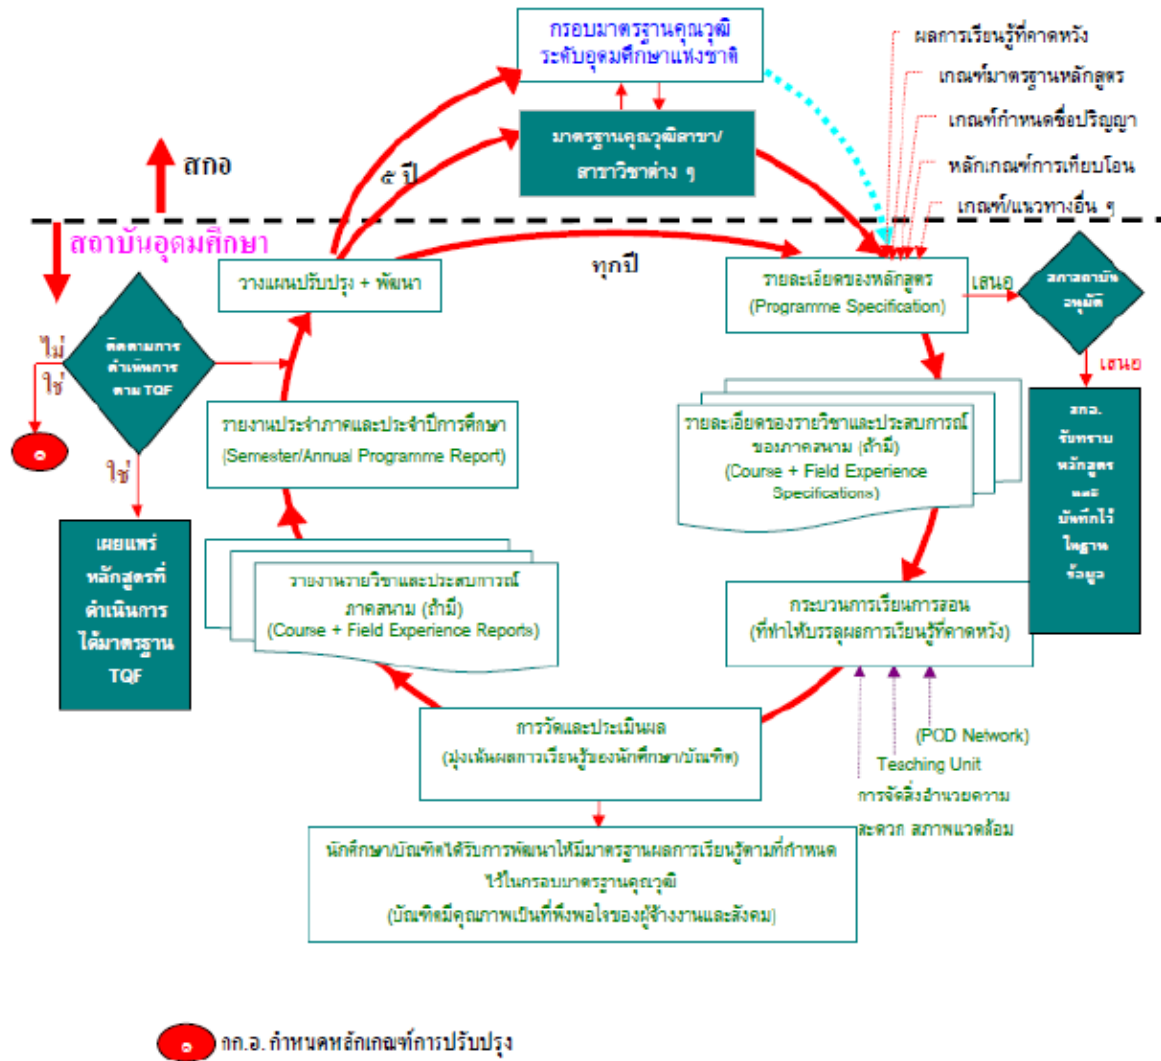 กรอบมาตรฐานคุณวุฒิ
ระดับอุดมศึกษาแห่งชาติ
มาตรฐานคุณวุฒิสาขา/
สาขาวิชาต่าง ๆ
ผลการเรียนรู้ที่คาดหวัง
เกณฑ์มาตรฐานหลักสูตร
เกณฑ์กำหนดชื่อปริญญา
หลักเกณฑ์การเทียบโอน
เกณฑ์/แนวทางอื่น ๆ
สกอ
๕ ปี
สถาบันอุดมศึกษา
ทุกปี
วางแผนปรับปรุง + พัฒนา
รายละเอียดของหลักสูตร
(Programme Specification)
เสนอ
สภาสถาบัน
อนุมัติ
เสนอ
สกอ.
รับทราบ
หลักสูตร
และ
บันทึกไว้
ในฐาน
ข้อมูล
ติดตามการ
ดำเนินการ
ตาม TQF
ไม่
ใช่
๑
ใช่
เผยแพร่
หลักสูตรที่
ดำเนินการ
ได้มาตรฐาน
TQF
รายงานประจำภาคและประจำปีการศึกษา
(Semester/Annual Programme Report)
รายละเอียดของรายวิชาและประสบการณ์
ของภาคสนาม (ถ้ามี)
(Course + Field Experience
Specifications)
รายงานรายวิชาและประสบการณ์
ภาคสนาม (ถ้ามี)
(Course + Field Experience Reports)
กระบวนการเรียนการสอน
(ที่ทำให้บรรลุผลการเรียนรู้ที่คาดหวัง)
การวัดและประเมินผล
(มุ่งเน้นผลการเรียนรู้ของนักศึกษา/บัณฑิต)
(POD Network)
Teaching Unit
การจัดสิ่งอำนวยความ
สะดวก สภาพแวดล้อม
นักศึกษา/บัณฑิตได้รับการพัฒนาให้มีมาตรฐานผลการเรียนรู้ตามที่กำหนด
ไว้ในกรอบมาตรฐานคุณวุฒิ
(บัณฑิตมีคุณภาพเป็นที่พึงพอใจของผู้จ้างงานและสังคม)
๑ กก.อ. กำหนดหลักเกณฑ์การปรับปรุง